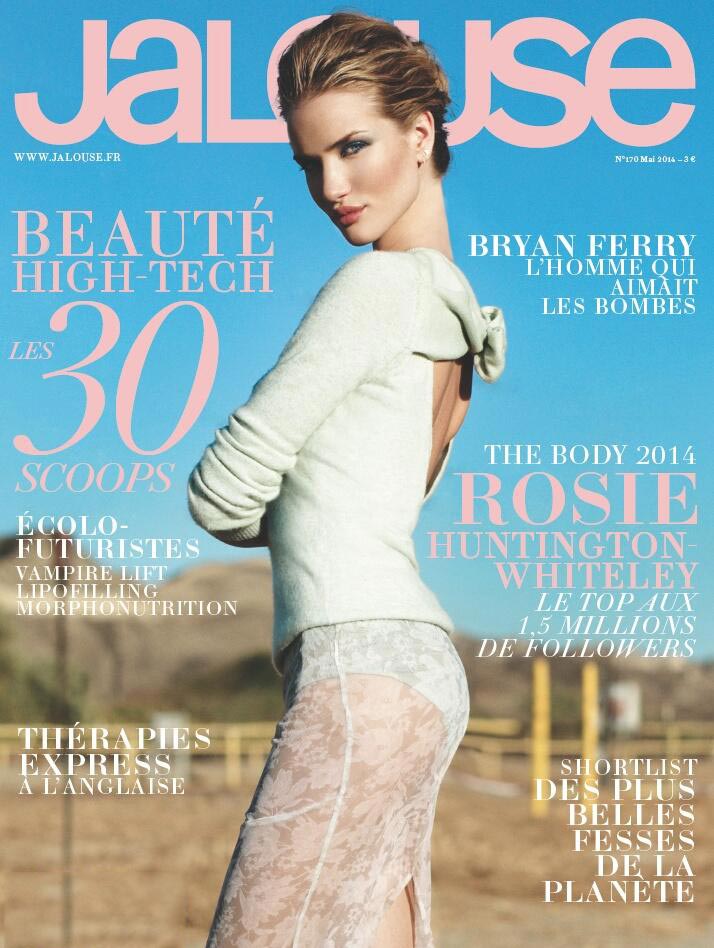 Jalouse
WWW.JALOUSE.FR
N°170 Mai 2014 – 3 €
BEAUTÉ
HIGH-TECH
LES 30
SCOOPS
ÉCOLO-
FUTURISTES
VAMPIRE LIFT
LIPOFILLING
MORPHONUTRITION
THÉRAPIES
EXPRESS
À L'ANGLAISE
BRYAN FERRY
L'HOMME QUI
AIMAIT
LES BOMBES
THE BODY 2014
ROSIE
HUNTINGTON-
WHITELEY
LE TOP AUX
1,5 MILLIONS
DE FOLLOWERS
SHORTLIST
DES PLUS
BELLES
FESSES
DE LA
PLANÈTE